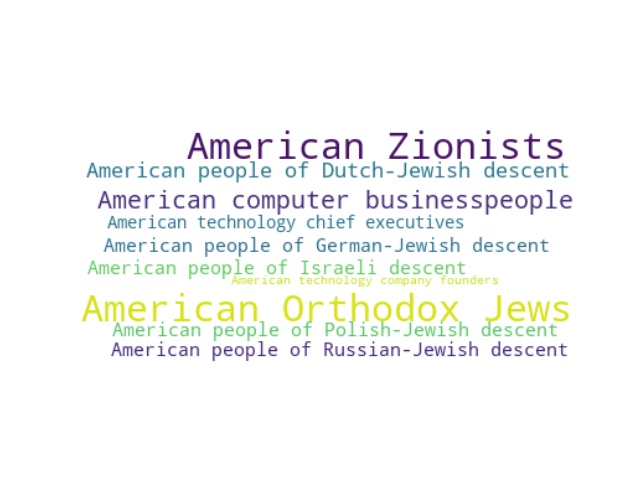 American Zionists
American people of Dutch-Jewish descent
American computer businesspeople
American technology chief executives
American people of German-Jewish descent
American people of Israeli descent
American technology company founders
American Orthodox Jews
American people of Polish-Jewish descent
American people of Russian-Jewish descent